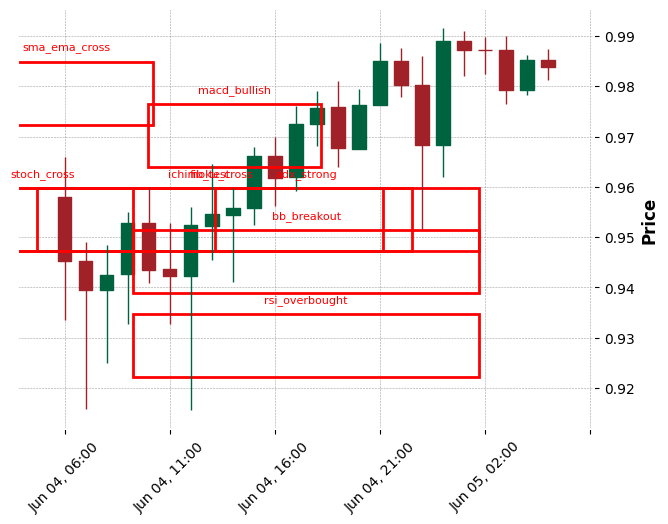 sma_ema_cross
macd_bullish
stoch_cross
bb_breakout
rsi_overbought
0.99
0.98
0.97
0.96
0.95
0.94
0.93
0.92
Price
Jun 04, 06:00
Jun 04, 11:00
Jun 04, 16:00
Jun 04, 21:00
Jun 05, 02:00